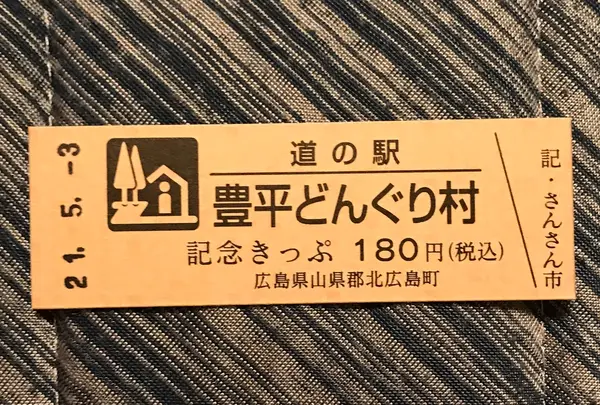 21.5.-3
道の駅
豊平どんぐり村
記念きっぷ 180円(税込)
広島県山県郡北広島町
記・さんさん市